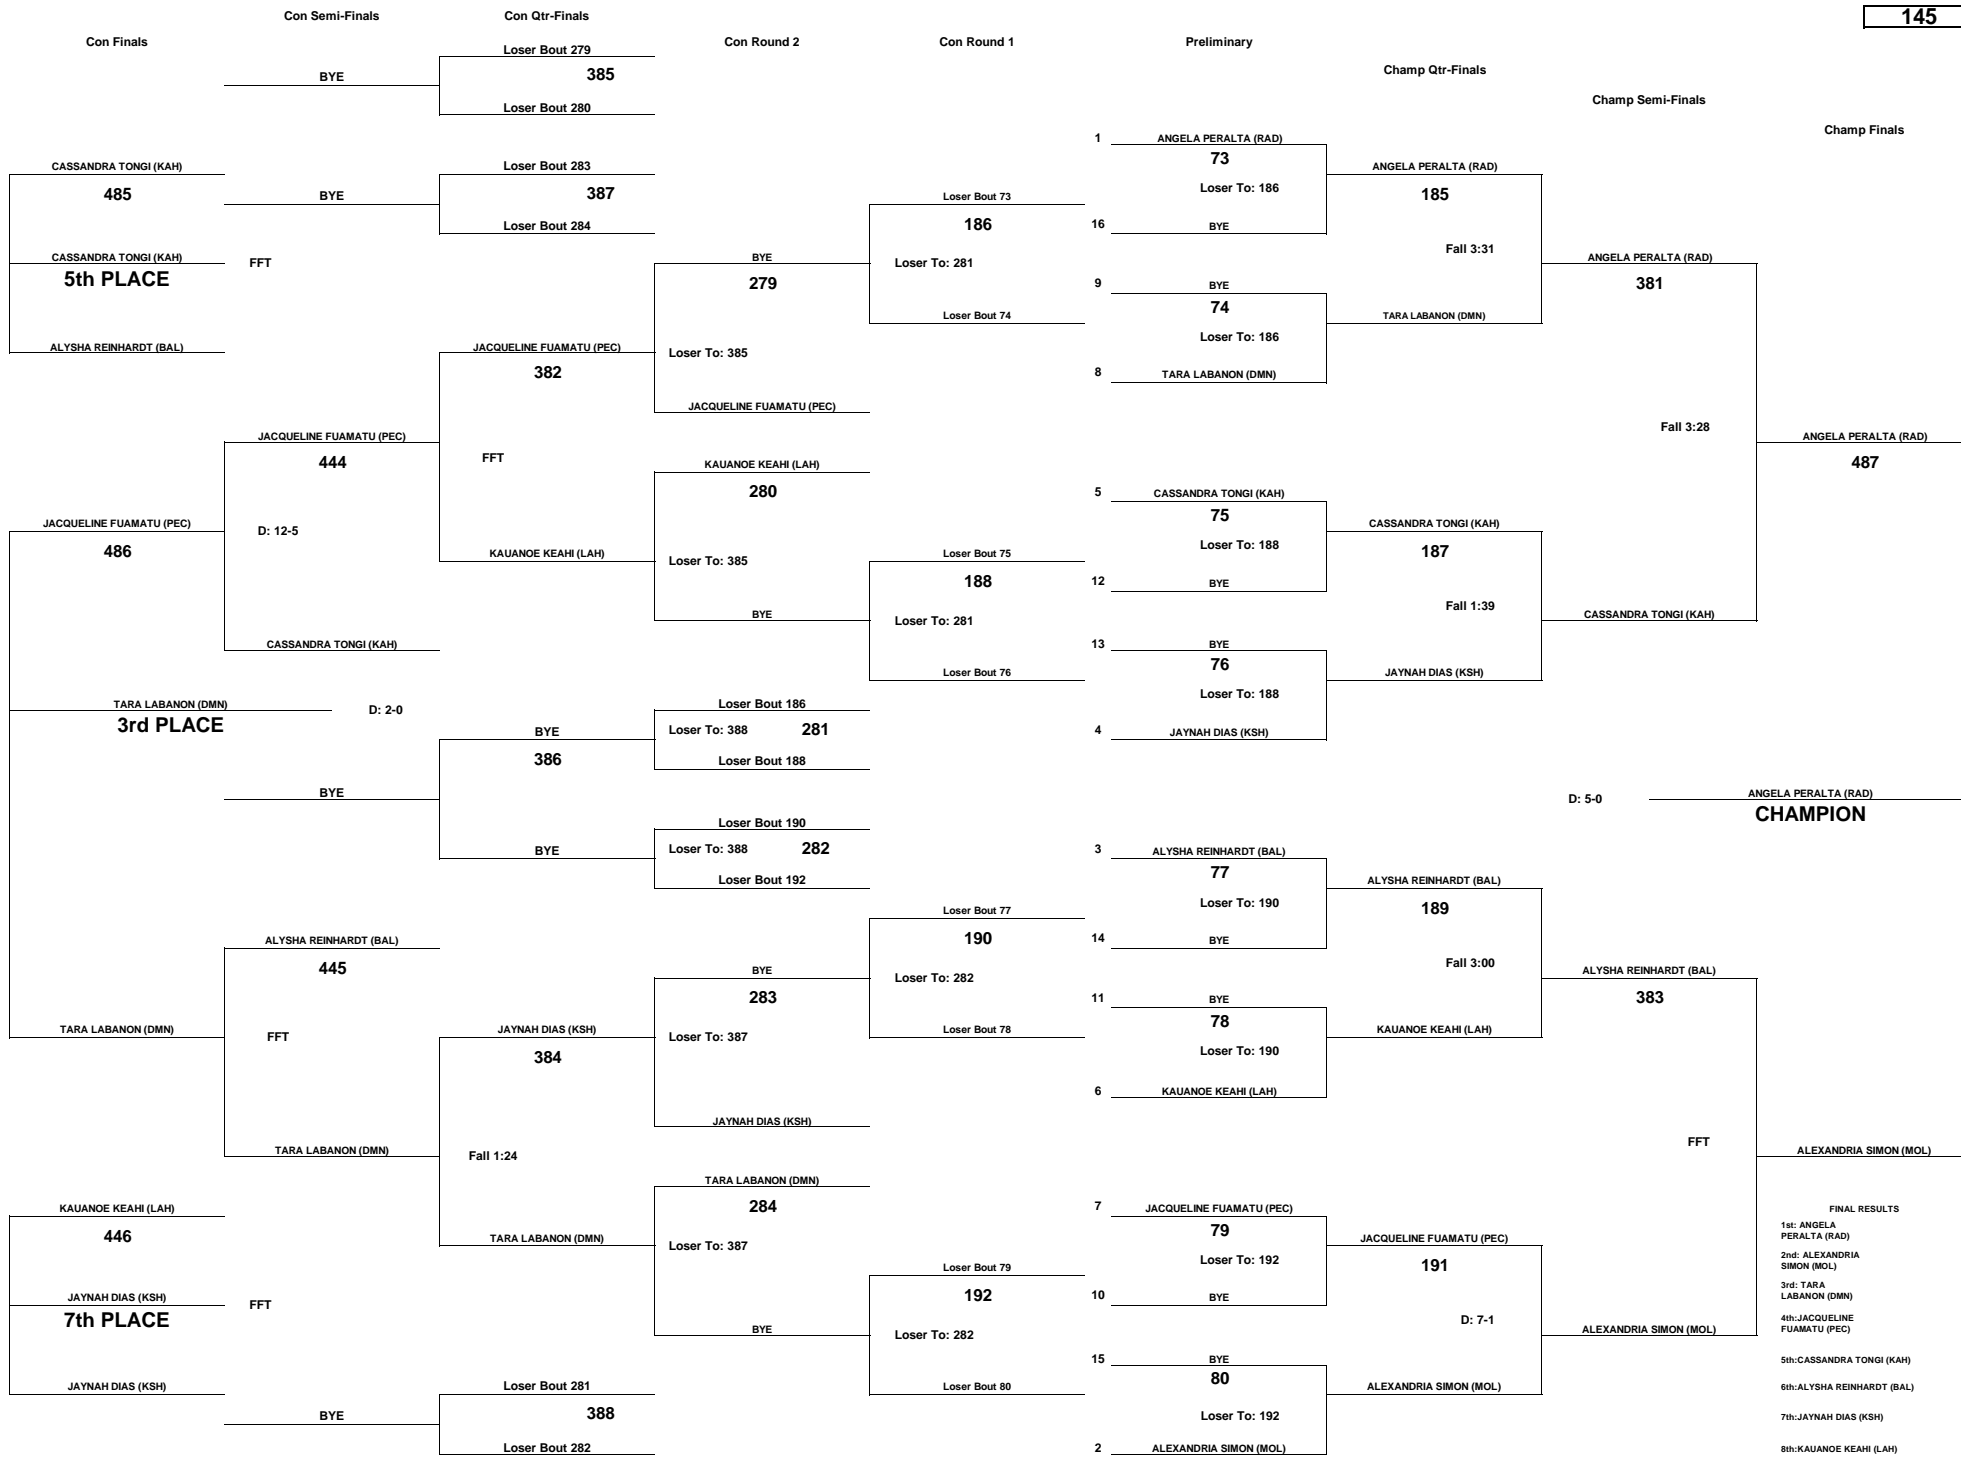 Con Semi-Finals
Con Qtr-Finals
145
Con Finals
Loser Bout 279
Con Round 2
Con Round 1
Preliminary
BYE
385
Champ Qtr-Finals
Loser Bout 280
Champ Semi-Finals
Champ Finals
1
ANGELA PERALTA (RAD)
73
CASSANDRA TONGI (KAH)
Loser Bout 283
ANGELA PERALTA (RAD)
485
BYE
387
Loser Bout 73
Loser To: 186
185
Loser Bout 284
186
16
BYE
CASSANDRA TONGI (KAH)
FFT
BYE
Loser To: 281
Fall 3:31
ANGELA PERALTA (RAD)
5th PLACE
279
9
BYE
381
74
Loser Bout 74
TARA LABANON (DMN)
Loser To: 186
ALYSHA REINHARDT (BAL)
JACQUELINE FUAMATU (PEC)
Loser To: 385
382
8
TARA LABANON (DMN)
JACQUELINE FUAMATU (PEC)
Fall 3:28
JACQUELINE FUAMATU (PEC)
ANGELA PERALTA (RAD)
444
FFT
KAUANOE KEAHI (LAH)
487
280
5
CASSANDRA TONGI (KAH)
75
JACQUELINE FUAMATU (PEC)
D: 12-5
CASSANDRA TONGI (KAH)
486
KAUANOE KEAHI (LAH)
Loser To: 385
Loser Bout 75
Loser To: 188
187
188
12
BYE
Fall 1:39
BYE
Loser To: 281
CASSANDRA TONGI (KAH)
CASSANDRA TONGI (KAH)
13
BYE
76
Loser Bout 76
JAYNAH DIAS (KSH)
Loser To: 188
TARA LABANON (DMN)
D: 2-0
Loser Bout 186
3rd PLACE
BYE
Loser To: 388
281
4
JAYNAH DIAS (KSH)
386
Loser Bout 188
BYE
D: 5-0
ANGELA PERALTA (RAD)
CHAMPION
Loser Bout 190
BYE
Loser To: 388
282
3
ALYSHA REINHARDT (BAL)
77
Loser Bout 192
ALYSHA REINHARDT (BAL)
Loser Bout 77
Loser To: 190
189
ALYSHA REINHARDT (BAL)
190
14
BYE
445
BYE
Loser To: 282
Fall 3:00
ALYSHA REINHARDT (BAL)
283
11
BYE
383
78
TARA LABANON (DMN)
FFT
JAYNAH DIAS (KSH)
Loser To: 387
Loser Bout 78
KAUANOE KEAHI (LAH)
384
Loser To: 190
6
KAUANOE KEAHI (LAH)
JAYNAH DIAS (KSH)
TARA LABANON (DMN)
Fall 1:24
FFT
ALEXANDRIA SIMON (MOL)
TARA LABANON (DMN)
KAUANOE KEAHI (LAH)
284
7
JACQUELINE FUAMATU (PEC)
FINAL RESULTS
446
TARA LABANON (DMN)
Loser To: 387
79
JACQUELINE FUAMATU (PEC)
1st: ANGELA
PERALTA (RAD)
Loser Bout 79
Loser To: 192
191
2nd: ALEXANDRIA
SIMON (MOL)
JAYNAH DIAS (KSH)
FFT
192
10
BYE
3rd: TARA
LABANON (DMN)
7th PLACE
BYE
Loser To: 282
D: 7-1
ALEXANDRIA SIMON (MOL)
4th:JACQUELINE
FUAMATU (PEC)
15
BYE
5th:CASSANDRA TONGI (KAH)
80
JAYNAH DIAS (KSH)
Loser Bout 281
Loser Bout 80
ALEXANDRIA SIMON (MOL)
6th:ALYSHA REINHARDT (BAL)
BYE
388
Loser To: 192
7th:JAYNAH DIAS (KSH)
Loser Bout 282
2
ALEXANDRIA SIMON (MOL)
8th:KAUANOE KEAHI (LAH)